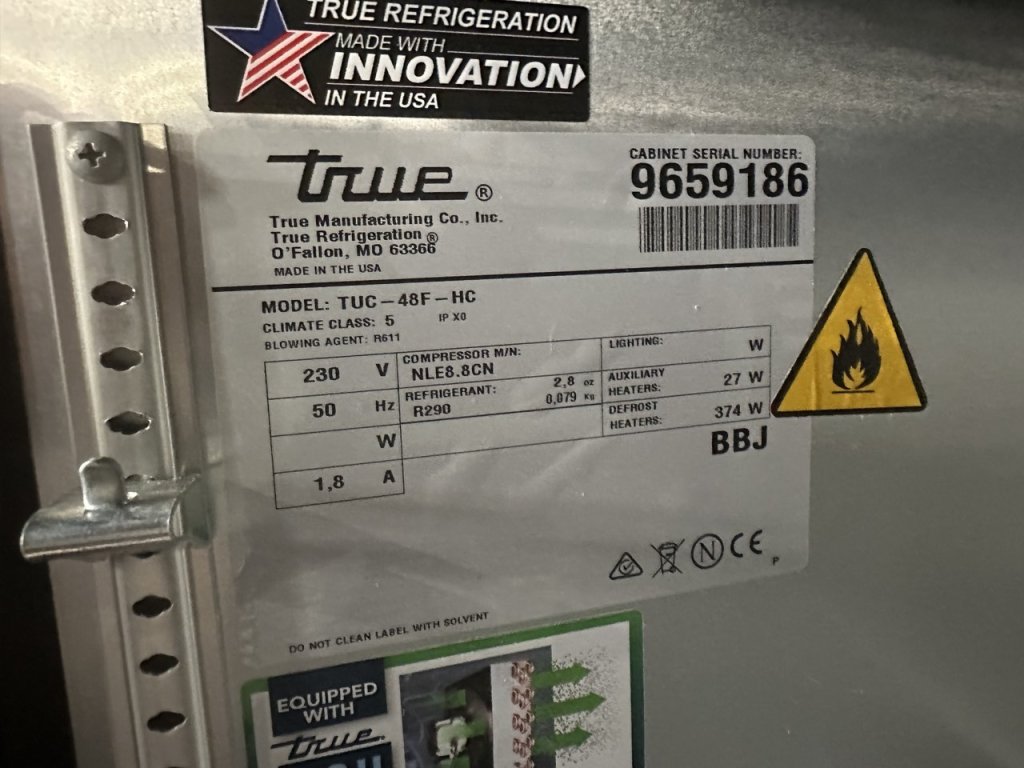 TRUE REFRIGERATION
MADE WITH
INNOVATION
IN THE USA
true®
CABINET SERIAL NUMBER:
9659186
True Manufacturing Co., Inc.
True Refrigeration ®
O'Fallon, MO 63366
MADE IN THE USA
MODEL: TUC-48F-HC
CLIMATE CLASS: 5 IP X0
BLOWING AGENT: R611
230 V
50 Hz
W
1,8 A
COMPRESSOR M/N:
NLE8.8CN
REFRIGERANT: 2,8 oz
R290 0,079 Kg
LIGHTING: W
AUXILIARY
HEATERS: 27 W
DEFROST
HEATERS: 374 W
BBJ
N CE
P
DO NOT CLEAN LABEL WITH SOLVENT
EQUIPPED
WITH
true